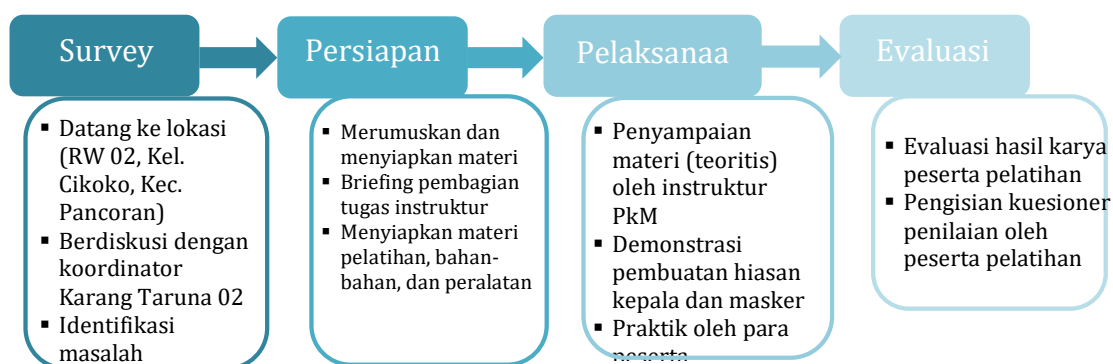 Survey
▪ Datang ke lokasi
(RW 02, Kel.
Cikoko, Kec.
Pancoran)
▪ Berdiskusi dengan
koordinator
Karang Taruna 02
▪ Identifikasi
masalah
Persiapan
▪ Merumuskan dan
menyiapkan materi
▪ Briefing pembagian
tugas instruktur
▪ Menyiapkan materi
pelatihan, bahan-
bahan, dan peralatan
Pelaksanaa
▪ Penyampaian
materi (teoritis)
oleh instruktur
PkM
▪ Demonstrasi
pembuatan hiasan
kepala dan masker
▪ Praktik oleh para
peserta
Evaluasi
▪ Evaluasi hasil karya
peserta pelatihan
▪ Pengisian kuesioner
penilaian oleh
peserta pelatihan